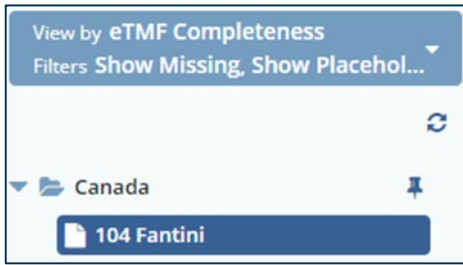 View by eTMF Completeness
Filters Show Missing, Show Placehol...
Canada
104 Fantini